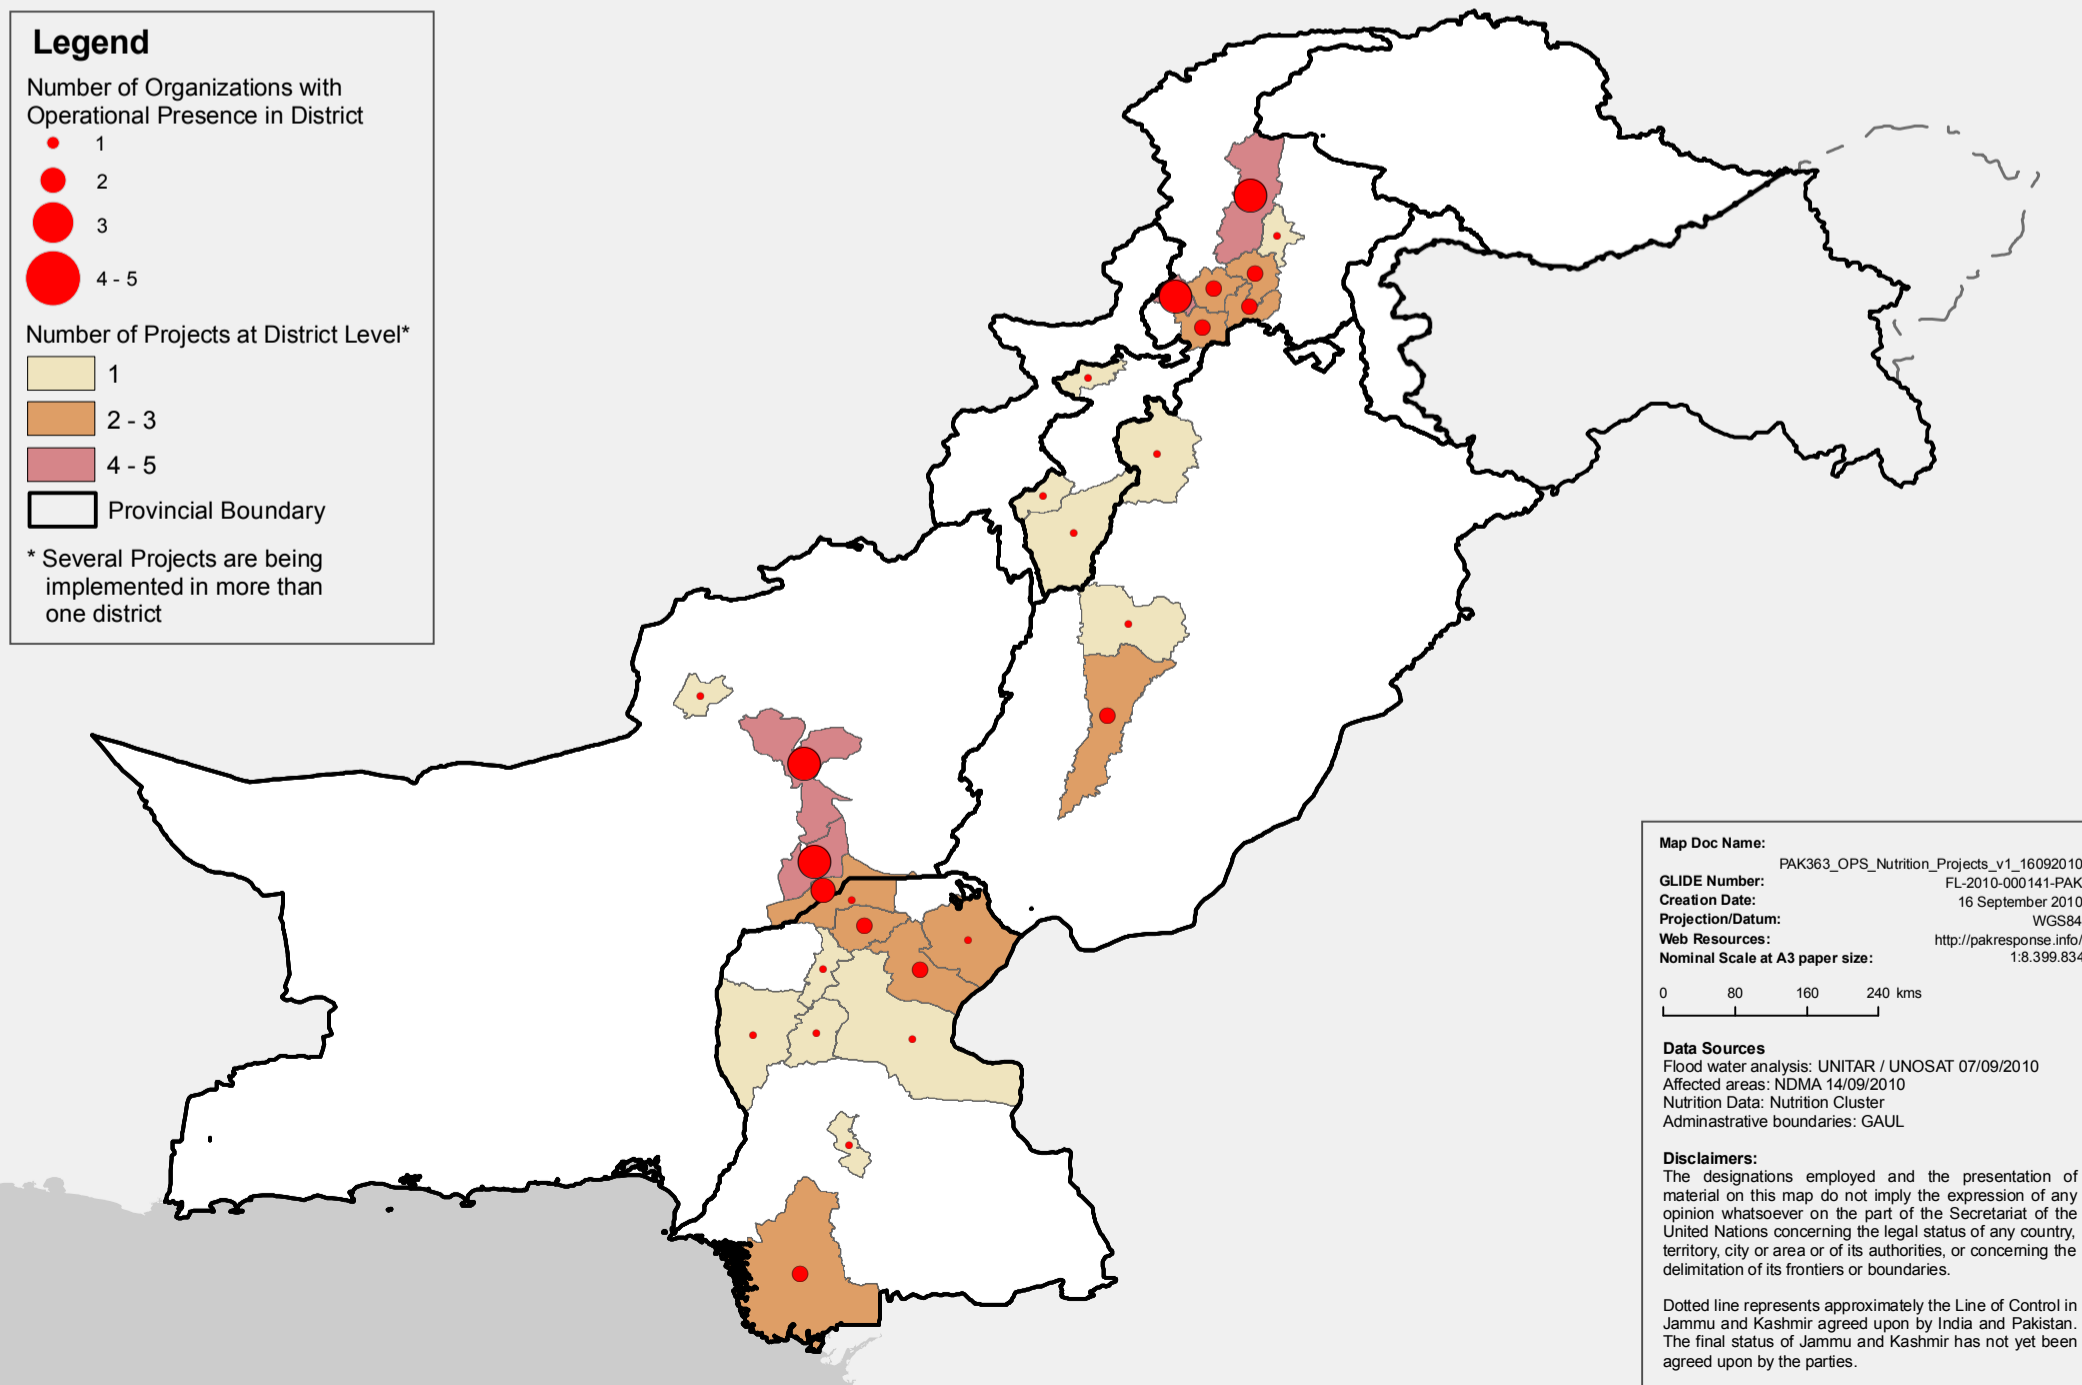 Legend
Number of Organizations with
Operational Presence in District
1
2
3
4 - 5
Number of Projects at District Level*
1
2 - 3
4 - 5
Provincial Boundary
* Several Projects are being
implemented in more than
one district
Map Doc Name:
PAK363_OPS_Nutrition_Projects_v1_16092010
GLIDE Number: FL-2010-000141-PAK
Creation Date: 16 September 2010
Projection/Datum: WGS84
Web Resources: http://pakresponse.info/
Nominal Scale at A3 paper size: 1:8.399.834
0 80 160 240 kms
Data Sources
Flood water analysis: UNITAR / UNOSAT 07/09/2010
Affected areas: NDMA 14/09/2010
Nutrition Data: Nutrition Cluster
Adminastrative boundaries: GAUL
Disclaimers:
The designations employed and the presentation of
material on this map do not imply the expression of any
opinion whatsoever on the part of the Secretariat of the
United Nations concerning the legal status of any country,
territory, city or area or of its authorities, or concerning the
delimitation of its frontiers or boundaries.
Dotted line represents approximately the Line of Control in
Jammu and Kashmir agreed upon by India and Pakistan.
The final status of Jammu and Kashmir has not yet been
agreed upon by the parties.